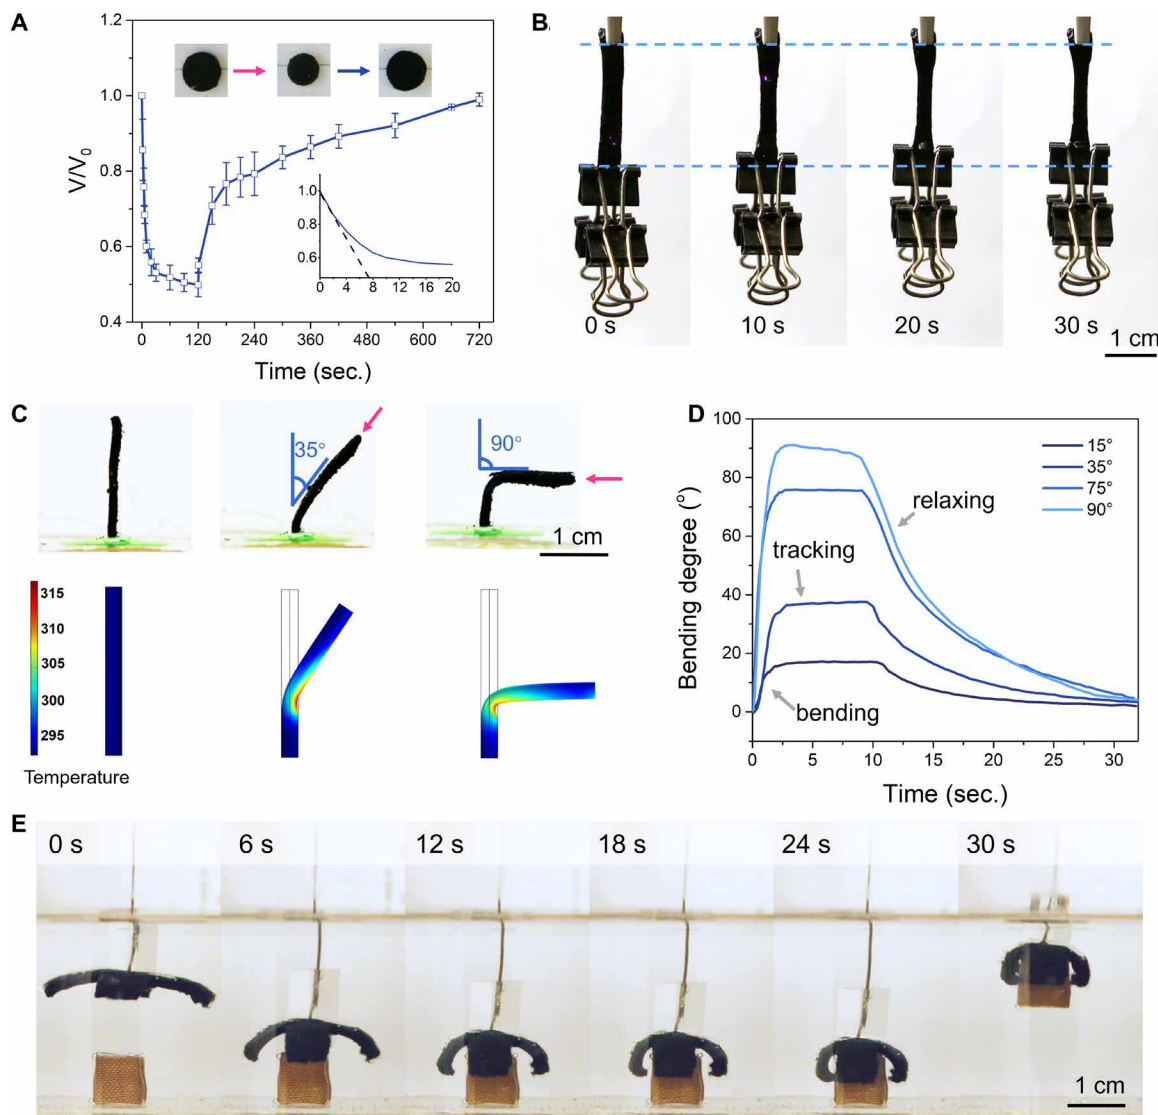 A
1.2
1.0
0.8
0.6
0.4
V/V0
0 120 240 360 480 600 720
Time (sec.)
1.0
0.8
0.6
0 4 8 12 16 20
B
0 s 10 s 20 s 30 s
1 cm
C
35°
90°
1 cm
315
310
305
300
295
Temperature
D
100
80
60
40
20
0
Bending degree (°)
15°
35°
75°
90°
relaxing
tracking
bending
0 5 10 15 20 25 30
Time (sec.)
E
0 s 6 s 12 s 18 s 24 s 30 s
1 cm